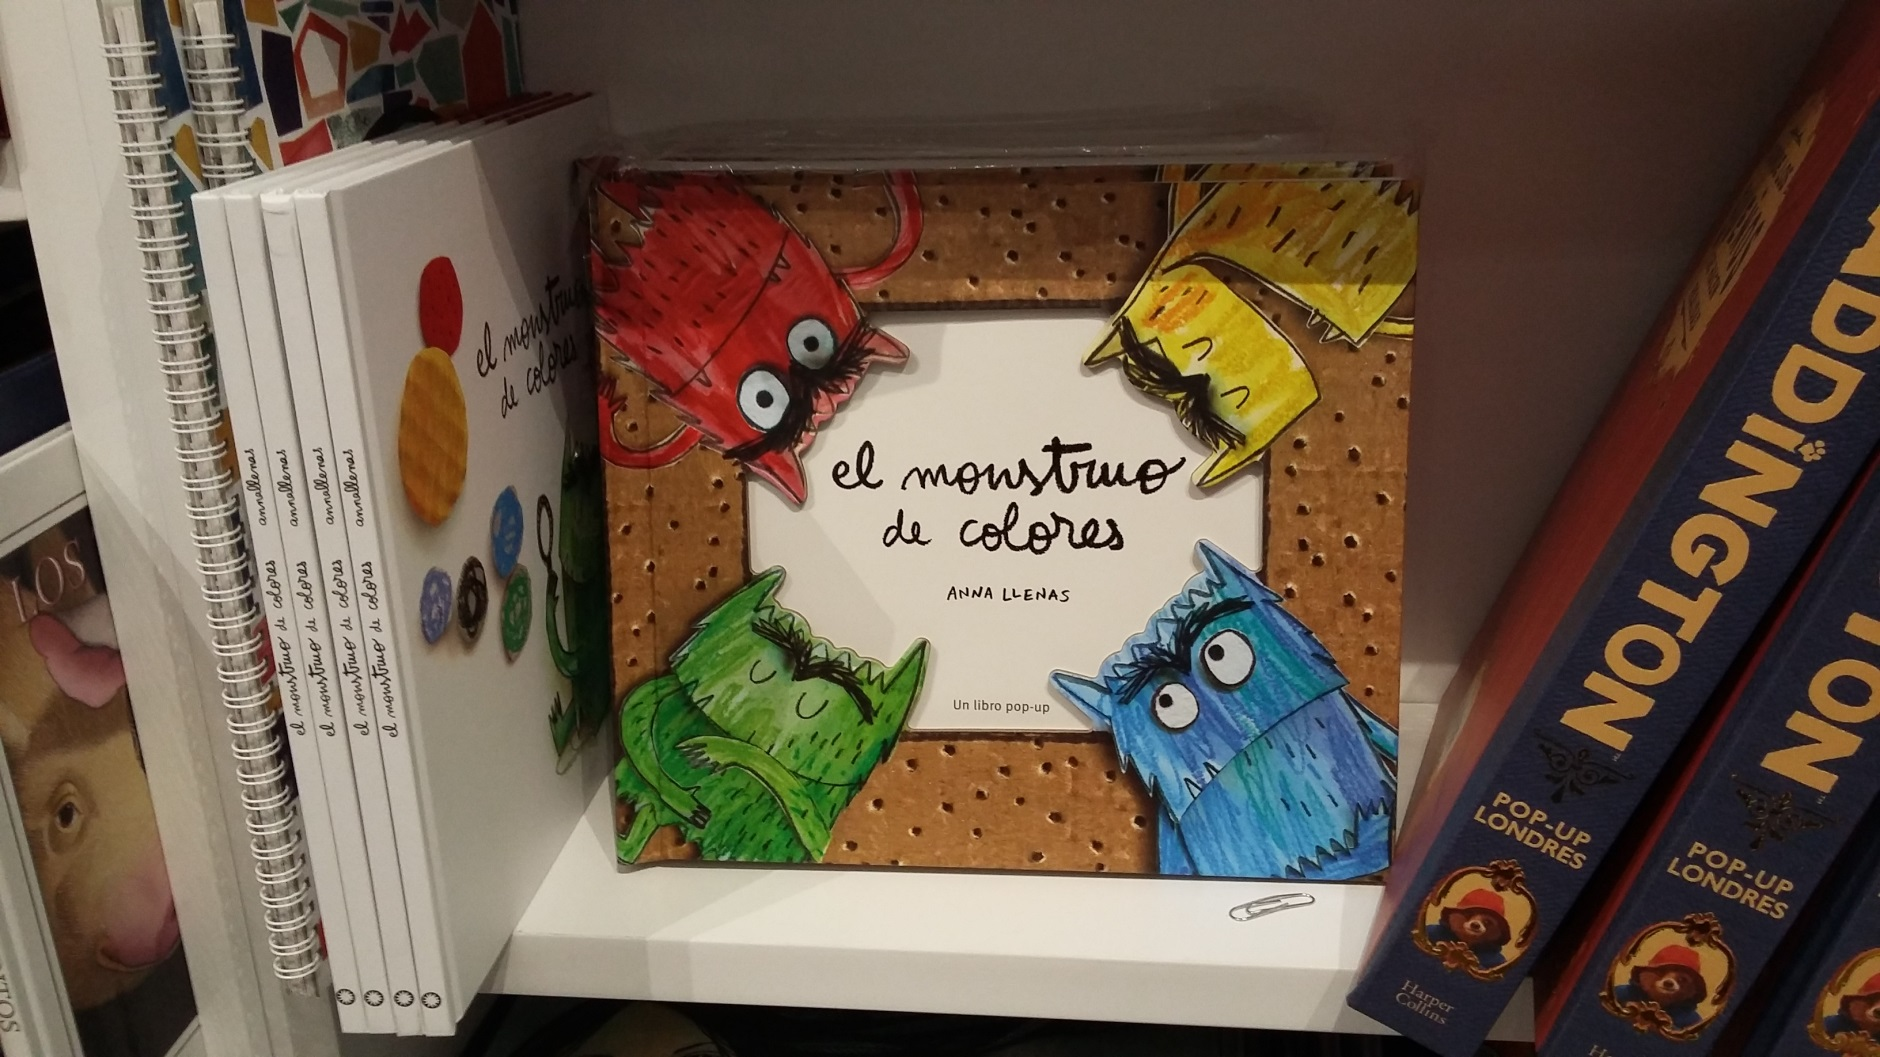 el monstruo
de colores
ANNA LLENAS
Un libro pop-up
el monstruo
de colores
annallenas
el monstruo de colores
annallenas
el monstruo de colores
annallenas
el monstruo de colores
annallenas
el monstruo de colores
PADDINGTON
POP-UP
LONDRES
Harper
Collins
TON
POP-UP
LONDRES
LOS